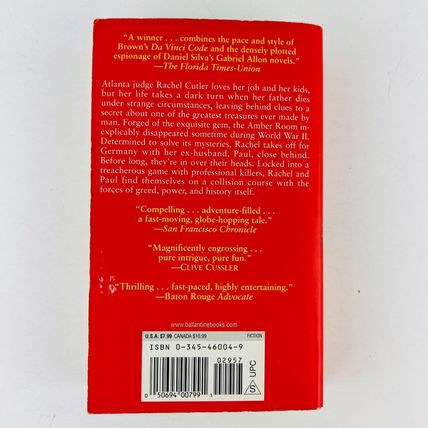 “A winner . . . combines the pace and style of
Brown’s Da Vinci Code and the densely plotted
espionage of Daniel Silva’s Gabriel Allon novels.”
—The Florida Times-Union
Atlanta judge Rachel Cutler loves her job and her kids,
but her life takes a dark turn when her father dies
under strange circumstances, leaving behind clues to a
secret about one of the greatest treasures ever made by
man. Forged of the exquisite gem, the Amber Room in-
explicably disappeared sometime during World War II.
Determined to solve its mysteries, Rachel takes off for
Germany with her ex-husband, Paul, close behind.
Before long, they’re in over their heads. Locked into a
treacherous game with professional killers, Rachel and
Paul find themselves on a collision course with the
forces of greed, power, and history itself.
“Compelling . . . adventure-filled . . .
a fast-moving, globe-hopping tale.”
—San Francisco Chronicle
“Magnificently engrossing . . .
pure intrigue, pure fun.”
—CLIVE CUSSLER
“Thrilling . . . fast-paced, highly entertaining.”
—Baton Rouge Advocate
www.ballantinebooks.com
U.S.A. $7.99 CANADA $10.99 FICTION
ISBN 0-345-46004-9
02957
0 50694 00799 1
S UPC